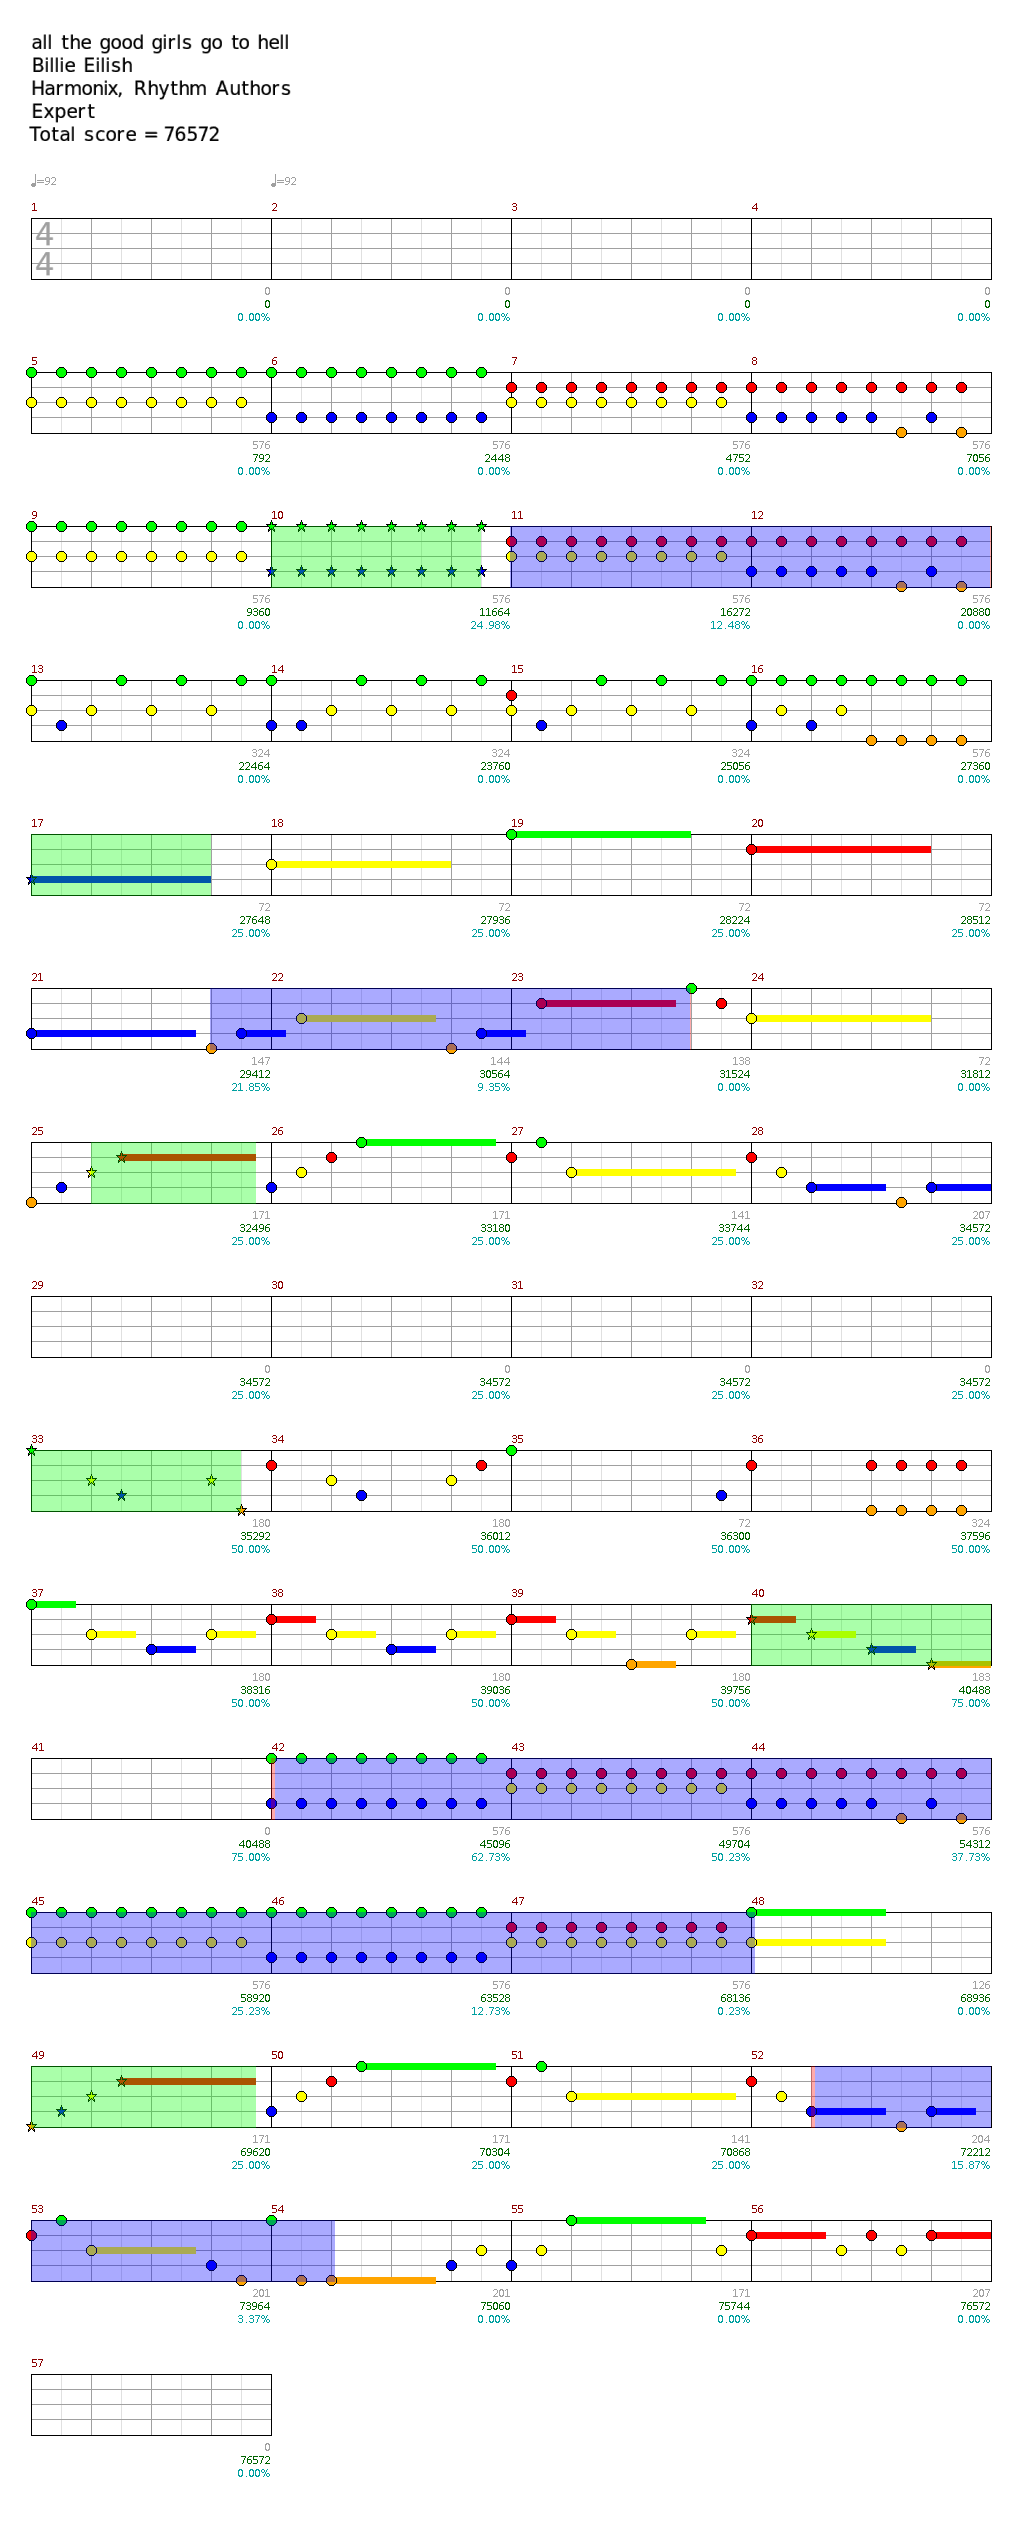 all the good girls go to hell
Billie Eilish
Harmonix, Rhythm Authors
Expert
Total score = 76572
♩=92 ♩=92
1 2 3 4
4
4
0 0 0 0
0 0 0 0
0.00% 0.00% 0.00% 0.00%
5 6 7 8
576 576 576 576
792 2448 4752 7056
0.00% 0.00% 0.00% 0.00%
9 10 11 12
576 576 576 576
9360 11664 16272 20880
0.00% 24.98% 12.48% 0.00%
13 14 15 16
324 324 324 576
22464 23760 25056 27360
0.00% 0.00% 0.00% 0.00%
17 18 19 20
72 72 72 72
27648 27936 28224 28512
25.00% 25.00% 25.00% 25.00%
21 22 23 24
147 144 138 72
29412 30564 31524 31812
21.85% 9.35% 0.00% 0.00%
25 26 27 28
171 171 141 207
32496 33180 33744 34572
25.00% 25.00% 25.00% 25.00%
29 30 31 32
0 0 0 0
34572 34572 34572 34572
25.00% 25.00% 25.00% 25.00%
33 34 35 36
180 180 72 324
35292 36012 36300 37596
50.00% 50.00% 50.00% 50.00%
37 38 39 40
180 180 180 183
38316 39036 39756 40488
50.00% 50.00% 50.00% 75.00%
41 42 43 44
0 576 576 576
40488 45096 49704 54312
75.00% 62.73% 50.23% 37.73%
45 46 47 48
576 576 576 126
58920 63528 68136 68936
25.23% 12.73% 0.23% 0.00%
49 50 51 52
171 171 141 204
69620 70304 70868 72212
25.00% 25.00% 25.00% 15.87%
53 54 55 56
201 201 171 207
73964 75060 75744 76572
3.37% 0.00% 0.00% 0.00%
57
0
76572
0.00%